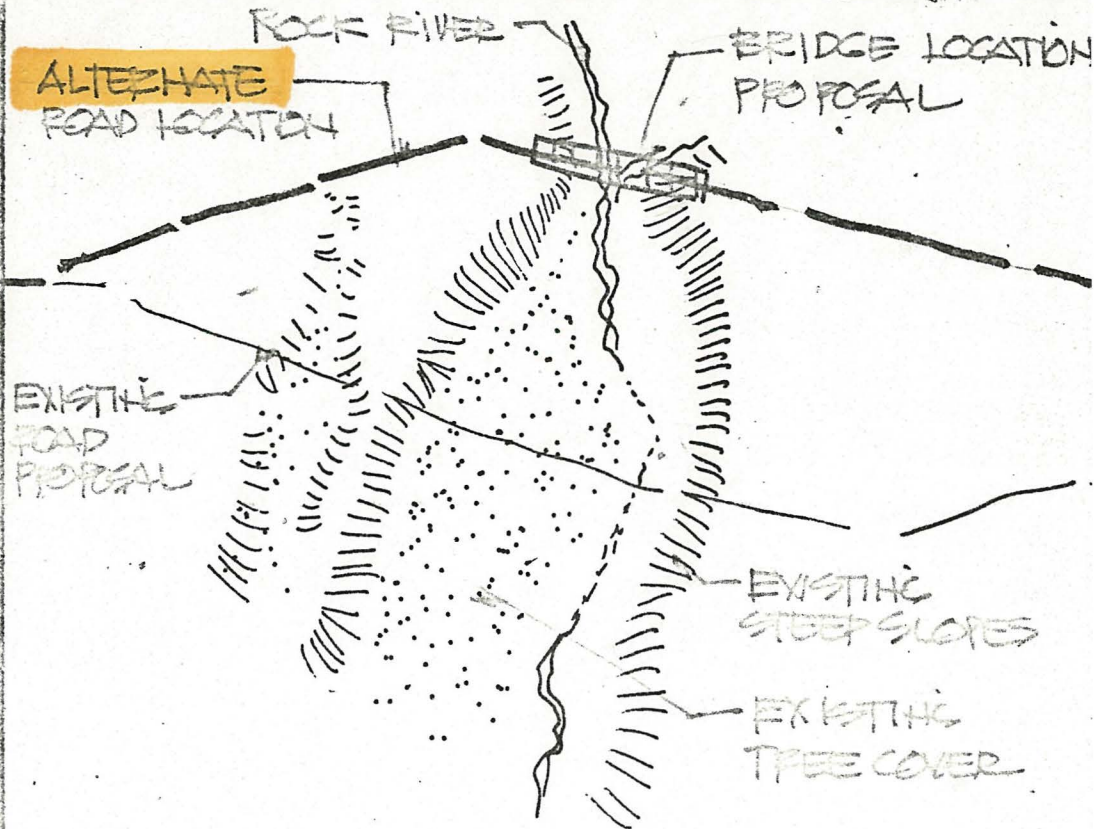 ROCK RIVER
ALTERNATE
ROAD LOCATION
BRIDGE LOCATION
PROPOSAL
EXISTING
ROAD
PROPOSAL
EXISTING
STEEP SLOPES
EXISTING
TREE COVER